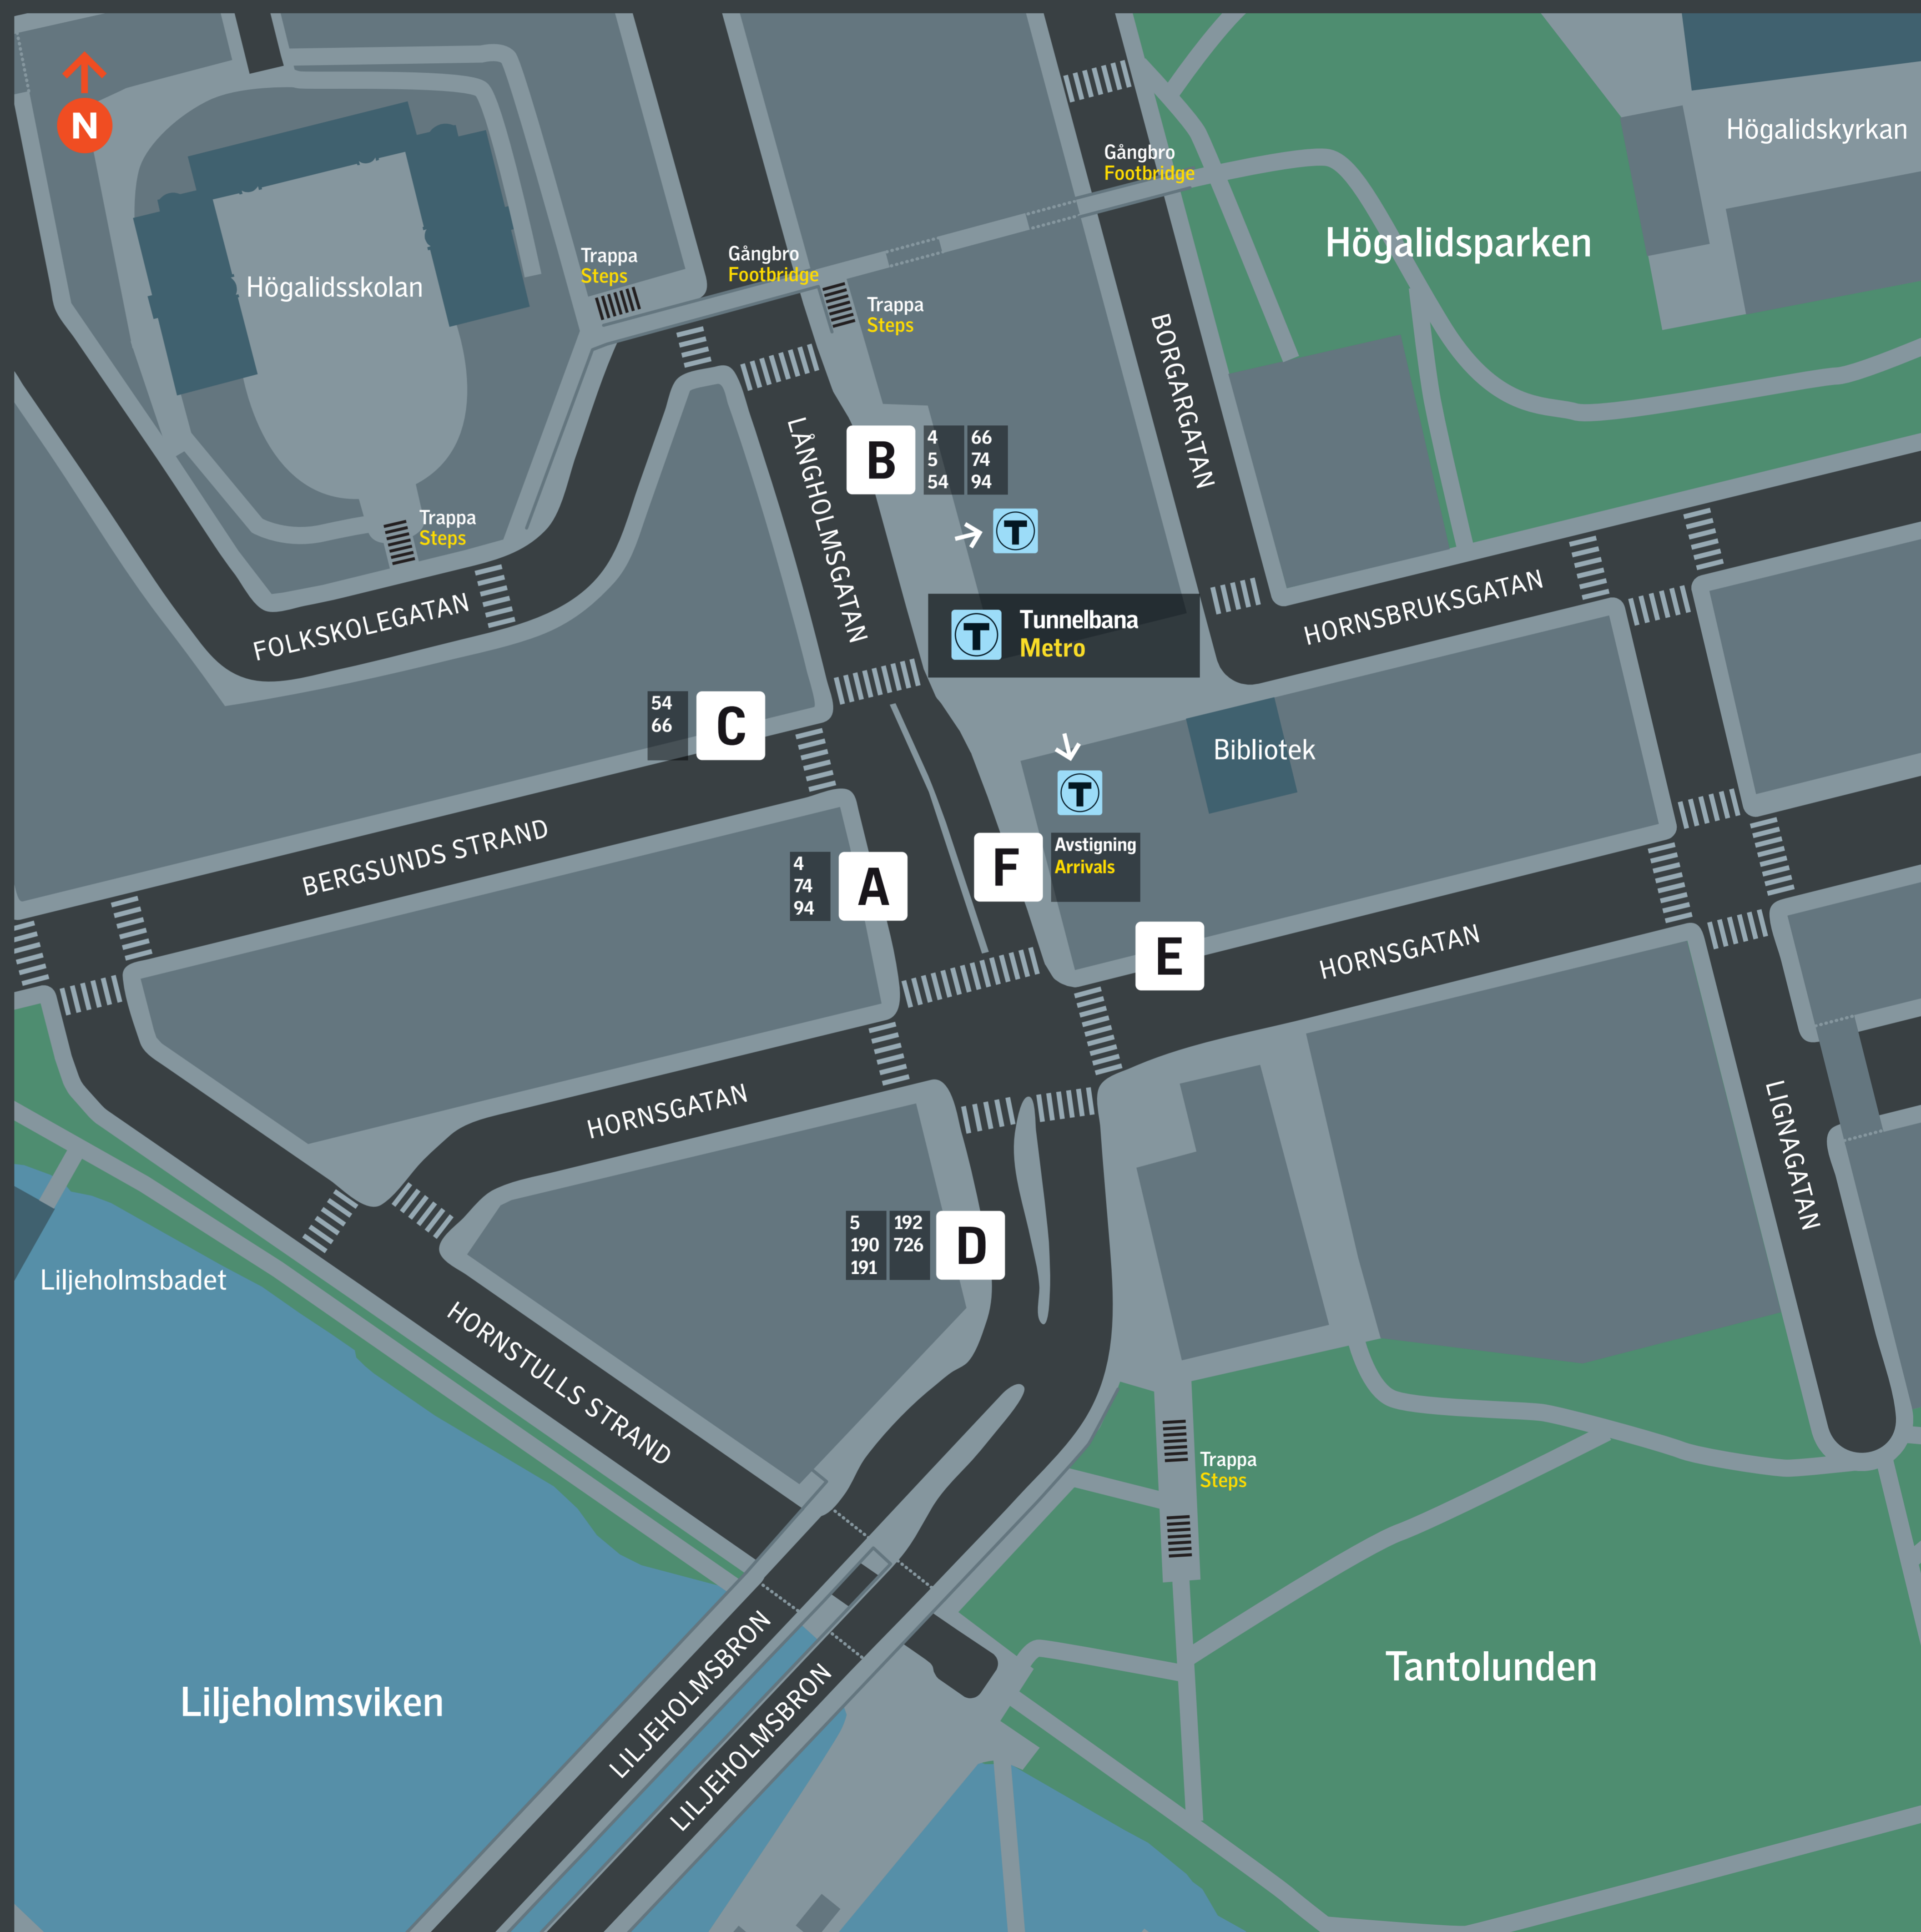 N
Högalidsskolan
Trappa
Steps
Gångbro
Footbridge
Trappa
Steps
Gångbro
Footbridge
Högalidskyrkan
Högalidsparken
BORGARGATAN
LÅNGHOLMSGATAN
B
4
5
54
66
74
94
T
Trappa
Steps
FOLKSKOLEGATAN
HORNSBRUKSGATAN
T
Tunnelbana
Metro
54
66
C
Bibliotek
T
BERGSUNDS STRAND
4
74
94
A
F
Avstigning
Arrivals
E
HORNSGATAN
HORNSGATAN
LIGNAGATAN
5
190
191
192
726
D
Liljeholmsbadet
HORNSTULLS STRAND
Trappa
Steps
LILJEHOLMSBRON
LILJEHOLMSBRON
Liljeholmsviken
Tantolunden